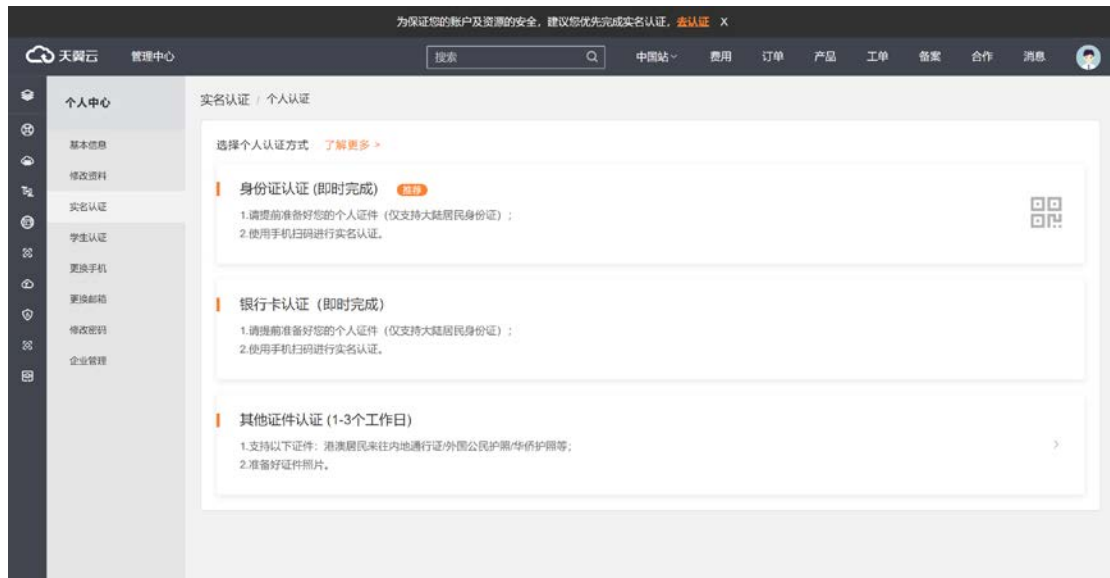 为保证您的账户及资源的安全，建议您优先完成实名认证，去认证 X
天翼云 管理中心 搜索 中国站 费用 订单 产品 工单 备案 合作 消息
个人中心
基本信息
修改资料
实名认证
学生认证
更换手机
更换邮箱
修改密码
企业管理
实名认证 / 个人认证
选择个人认证方式 了解更多 >
身份证认证 (即时完成) 推荐
1.请提前准备好您的个人证件（仅支持大陆居民身份证）;
2.使用手机扫码进行实名认证。
银行卡认证（即时完成）
1.请提前准备好您的个人证件（仅支持大陆居民身份证）;
2.使用手机扫码进行实名认证。
其他证件认证 (1-3个工作日)
1.支持以下证件：港澳居民来往内地通行证/外国公民护照/华侨护照等;
2.准备好证件照片。